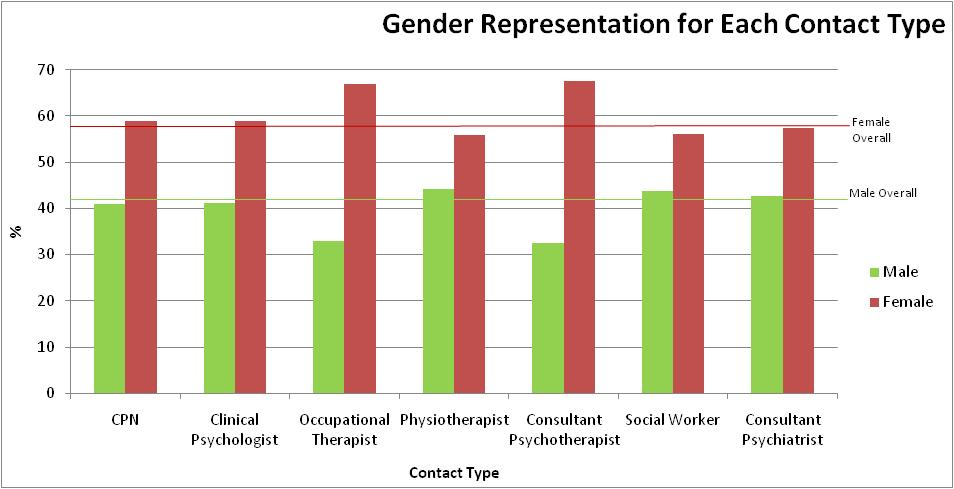 Gender Representation for Each Contact Type
70
60
50
40
30
20
10
0
%
Female
Overall
Male Overall
Male
Female
CPN
Clinical
Psychologist
Occupational
Therapist
Physiotherapist
Consultant
Psychotherapist
Social Worker
Consultant
Psychiatrist
Contact Type